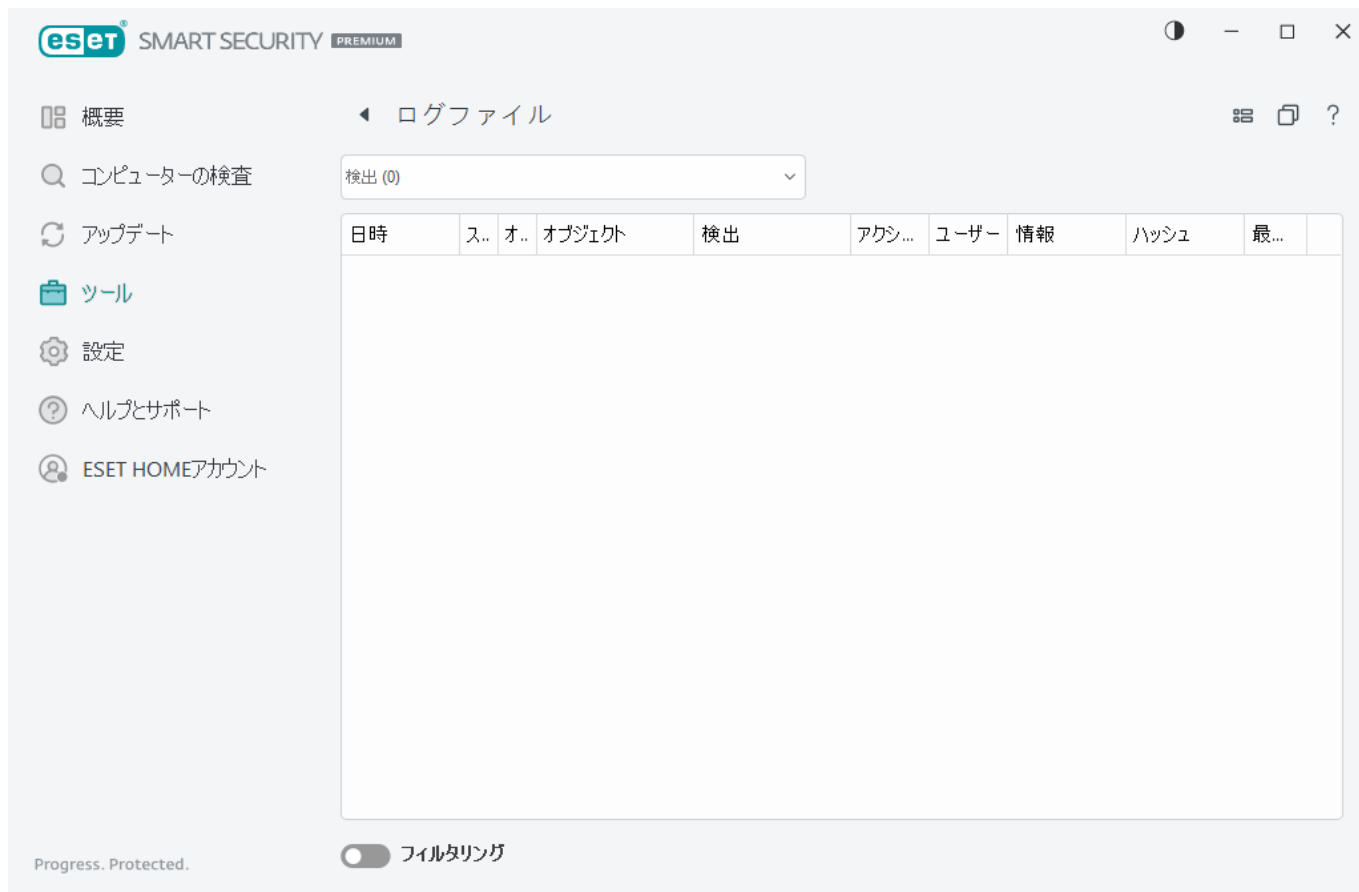 eset® SMART SECURITY PREMIUM
概要
コンピューターの検査
アップデート
ツール
設定
ヘルプとサポート
ESET HOMEアカウント
ログファイル
?
検出 (0)
日時 ス.. オ.. オブジェクト 検出 アクシ... ユーザー 情報 ハッシュ 最...
フィルタリング
Progress. Protected.